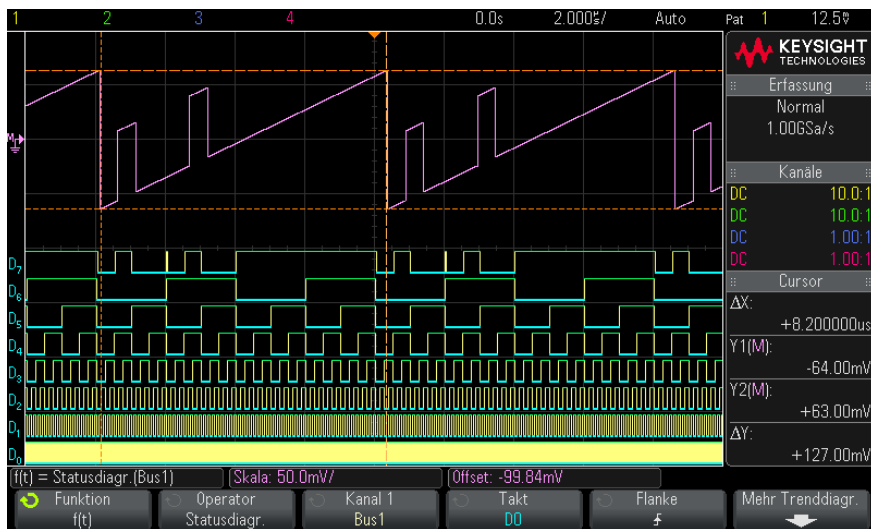 1 2 3 4 0.0s 2.000㎲/ Auto Pat 1 12.5V
KEYSIGHT
TECHNOLOGIES
Erfassung
Normal
1.00GSa/s
Kanäle
DC 10.0:1
DC 10.0:1
DC 1.00:1
DC 1.00:1
Cursor
ΔX:
+8.200000us
Y1(M):
-64.00mV
Y2(M):
+63.00mV
ΔY:
+127.00mV
M
D7
D6
D5
D4
D3
D2
D1
D0
f(t) = Statusdiagr.(Bus1) Skala: 50.0mV/ Offset: -99.84mV
Funktion
f(t)
Operator
Statusdiagr.
Kanal 1
Bus1
Takt
D0
Flanke
Mehr Trenddiagr.